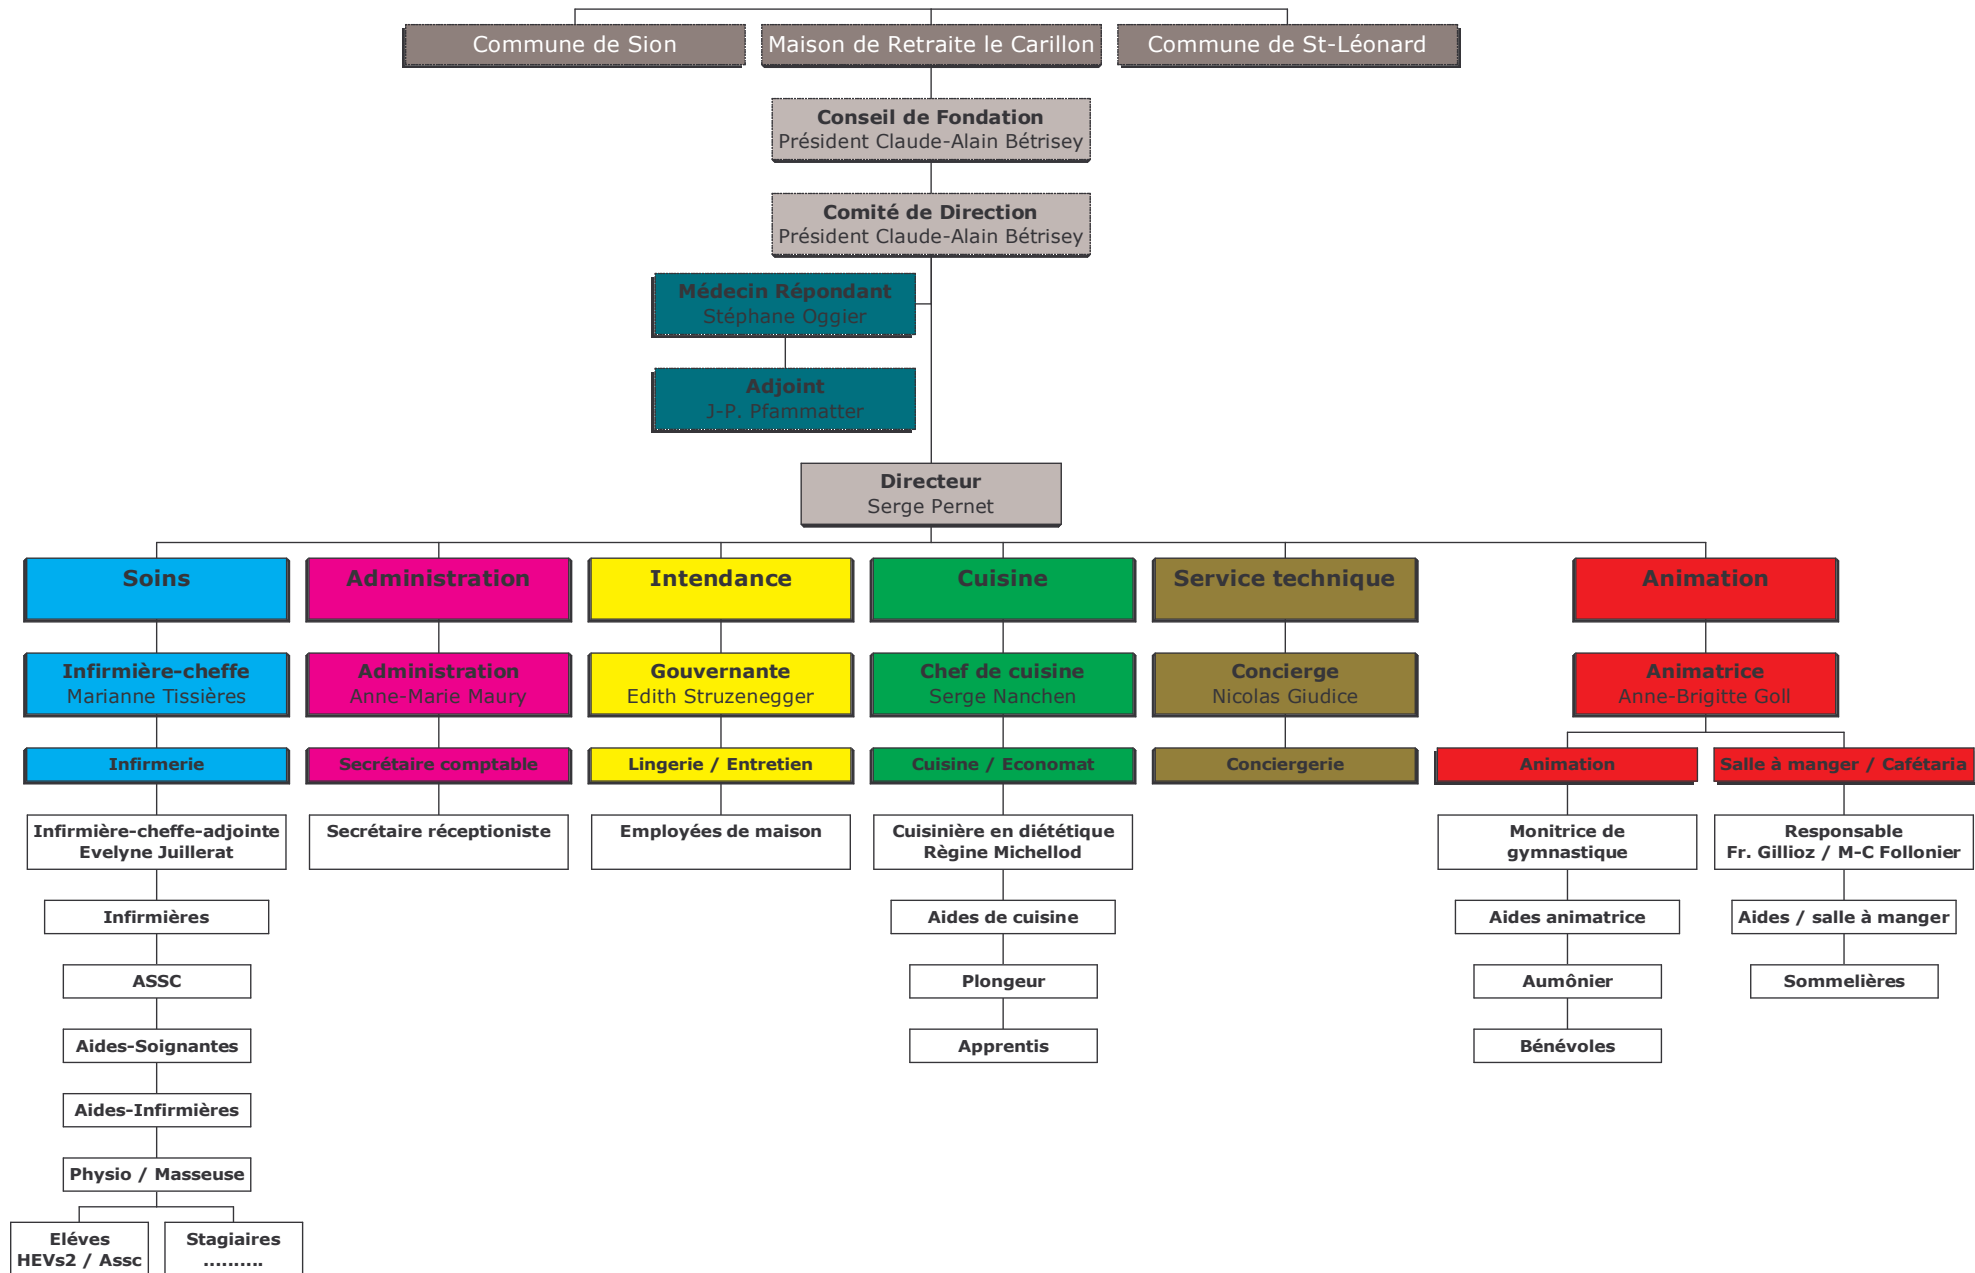 Commune de Sion
Maison de Retraite le Carillon
Commune de St-Léonard
Conseil de Fondation
Président Claude-Alain Bétrisey
Comité de Direction
Président Claude-Alain Bétrisey
Médecin Répondant
Stéphane Oggier
Adjoint
J-P. Pfammatter
Directeur
Serge Pernet
Soins
Administration
Intendance
Cuisine
Service technique
Animation
Infirmière-cheffe
Marianne Tissières
Administration
Anne-Marie Maury
Gouvernante
Edith Struzenegger
Chef de cuisine
Serge Nanchen
Concierge
Nicolas Giudice
Animatrice
Anne-Brigitte Goll
Infirmerie
Secrétaire comptable
Lingerie / Entretien
Cuisine / Economat
Conciergerie
Animation
Salle à manger / Cafétaria
Infirmière-cheffe-adjointe
Evelyne Juillerat
Secrétaire réceptioniste
Employées de maison
Cuisinière en diététique
Règine Michellod
Monitrice de
gymnastique
Responsable
Fr. Gillioz / M-C Follonier
Infirmières
Aides de cuisine
Aides animatrice
Aides / salle à manger
ASSC
Plongeur
Aumônier
Sommelières
Aides-Soignantes
Apprentis
Bénévoles
Aides-Infirmières
Physio / Masseuse
Eléves
HEVs2 / Assc
Stagiaires
..........